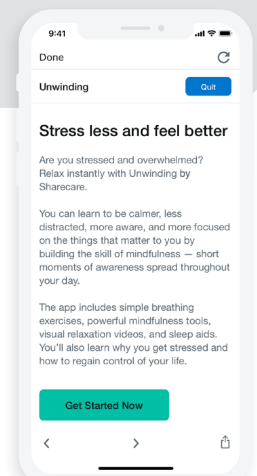 9:41
Done
Unwinding
Quit
Stress less and feel better
Are you stressed and overwhelmed?
Relax instantly with Unwinding by
Sharecare.
You can learn to be calmer, less
distracted, more aware, and more focused
on the things that matter to you by
building the skill of mindfulness — short
moments of awareness spread throughout
your day.
The app includes simple breathing
exercises, powerful mindfulness tools,
visual relaxation videos, and sleep aids.
You'll also learn why you get stressed and
how to regain control of your life.
Get Started Now